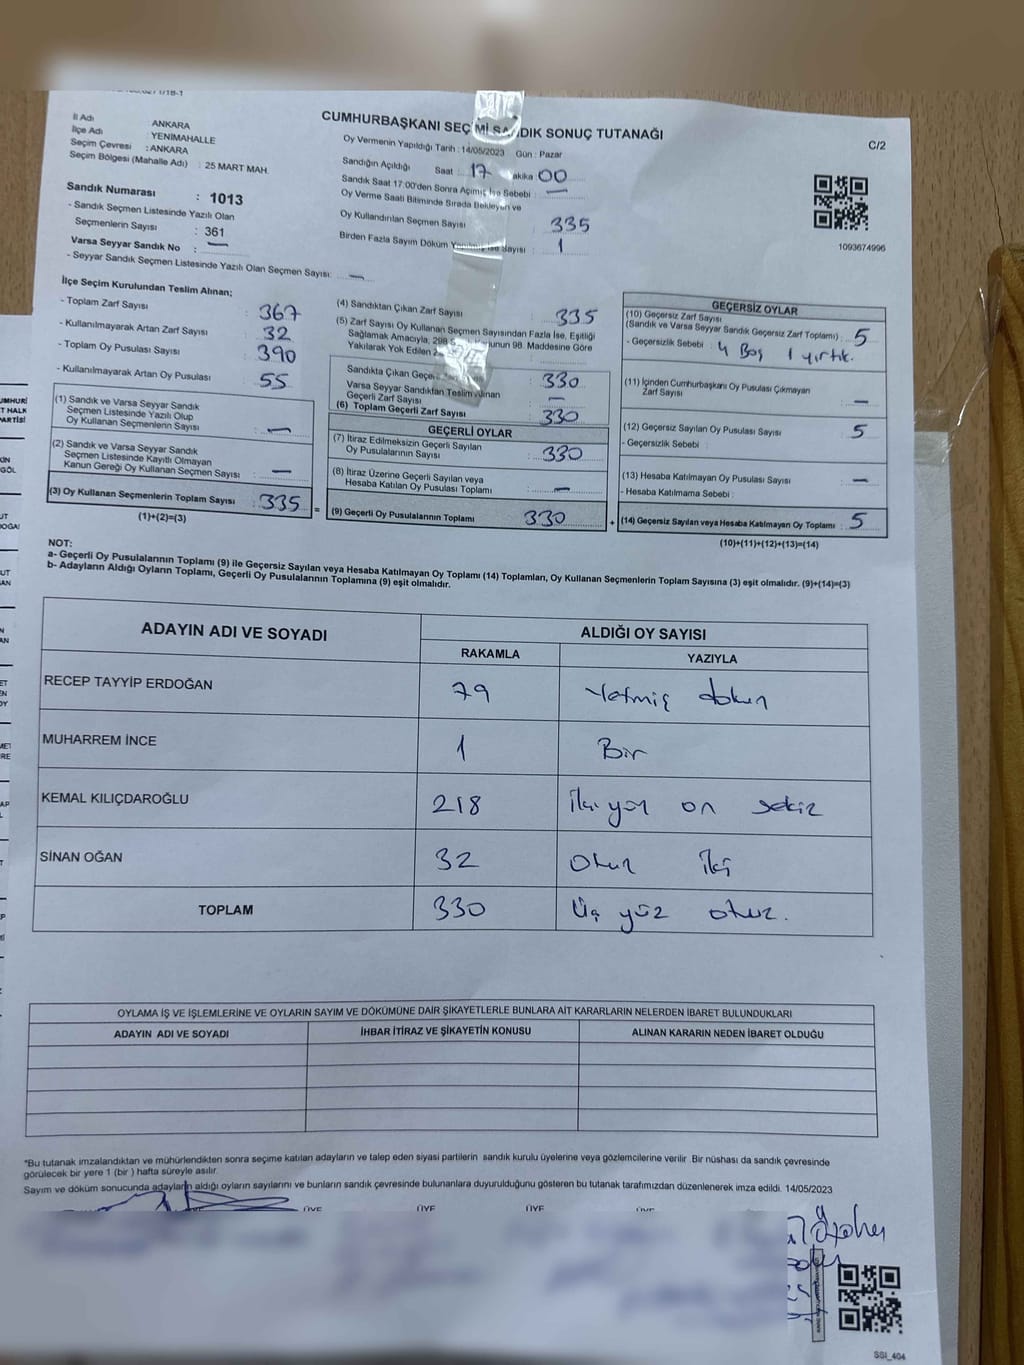 CUMHURBAŞKANI SEÇİMİ SANDIK SONUÇ TUTANAĞI
C/2
İl Adı ANKARA
İlçe Adı : YENİMAHALLE
Seçim Çevresi : ANKARA
Seçim Bölgesi (Mahalle Adı) : 25 MART MAH.
Sandık Numarası : 1013
- Sandık Seçmen Listesinde Yazılı Olan
Seçmenlerin Sayısı : 361
Varsa Seyyar Sandık No : —
- Seyyar Sandık Seçmen Listesinde Yazılı Olan Seçmen Sayısı: —
Oy Vermenin Yapıldığı Tarih : 14/05/2023 Gün : Pazar
Sandığın Açıldığı Saat : 17 akika 00
Sandık Saat 17:00'den Sonra Açımış İse Sebebi : —
Oy Verme Saati Bitiminde Sırada Bekleyen ve
Oy Kullandırılan Seçmen Sayısı : 335
Birden Fazla Sayım Döküm Sayısı : 1
1093674996
İlçe Seçim Kurulundan Teslim Alınan;
- Toplam Zarf Sayısı : 367
- Kullanılmayarak Artan Zarf Sayısı : 32
- Toplam Oy Pusulası Sayısı : 390
- Kullanılmayarak Artan Oy Pusulası : 55
(1) Sandık ve Varsa Seyyar Sandık
Seçmen Listesinde Yazılı Olup
Oy Kullanan Seçmenlerin Sayısı : —
(2) Sandık ve Varsa Seyyar Sandık
Seçmen Listesinde Kayıtlı Olmayan
Kanun Gereği Oy Kullanan Seçmen Sayısı : —
(3) Oy Kullanan Seçmenlerin Toplam Sayısı : 335
(1)+(2)=(3)
(4) Sandıktan Çıkan Zarf Sayısı : 335
(5) Zarf Sayısı Oy Kullanan Seçmen Sayısından Fazla İse, Eşitliği
Sağlamak Amacıyla, 298 98. Maddesine Göre
Yakılarak Yok Edilen
Sandıkta Çıkan : 330
Varsa Seyyar Sandıktan Teslim Alınan
Geçerli Zarf Sayısı : —
(6) Toplam Geçerli Zarf Sayısı : 330
GEÇERLİ OYLAR
(7) İtiraz Edilmeksizin Geçerli Sayılan
Oy Pusulalarının Sayısı : 330
(8) İtiraz Üzerine Geçerli Sayılan veya
Hesaba Katılan Oy Pusulası Toplamı : —
= (9) Geçerli Oy Pusulalarının Toplamı 330 +
GEÇERSİZ OYLAR
(10) Geçersiz Zarf Sayısı
(Sandık ve Varsa Seyyar Sandık Geçersiz Zarf Toplamı) : 5
- Geçersizlik Sebebi : 4 Boş 1 yırtık.
(11) İçinden Cumhurbaşkanı Oy Pusulası Çıkmayan
Zarf Sayısı : —
(12) Geçersiz Sayılan Oy Pusulası Sayısı : 5
- Geçersizlik Sebebi :
(13) Hesaba Katılmayan Oy Pusulası Sayısı : —
- Hesaba Katılmama Sebebi :
(14) Geçersiz Sayılan veya Hesaba Katılmayan Oy Toplamı : 5
(10)+(11)+(12)+(13)=(14)
NOT:
a- Geçerli Oy Pusulalarının Toplamı (9) ile Geçersiz Sayılan veya Hesaba Katılmayan Oy Toplamı (14) Toplamları, Oy Kullanan Seçmenlerin Toplam Sayısına (3) eşit olmalıdır. (9)+(14)=(3)
b- Adayların Aldığı Oyların Toplamı, Geçerli Oy Pusulalarının Toplamına (9) eşit olmalıdır.
ADAYIN ADI VE SOYADI ALDIĞI OY SAYISI
RAKAMLA YAZIYLA
RECEP TAYYİP ERDOĞAN 79 Yetmiş dokuz
MUHARREM İNCE 1 Bir
KEMAL KILIÇDAROĞLU 218 İki yüz on sekiz
SİNAN OĞAN 32 Otuz İki
TOPLAM 330 Üç yüz otuz.
OYLAMA İŞ VE İŞLEMLERİNE VE OYLARIN SAYIM VE DÖKÜMÜNE DAİR ŞİKAYETLERLE BUNLARA AİT KARARLARIN NELERDEN İBARET BULUNDUKLARI
ADAYIN ADI VE SOYADI İHBAR İTİRAZ VE ŞİKAYETİN KONUSU ALINAN KARARIN NEDEN İBARET OLDUĞU
*Bu tutanak imzalandıktan ve mühürlendikten sonra seçime katılan adayların ve talep eden siyasi partilerin sandık kurulu üyelerine veya gözlemcilerine verilir. Bir nüshası da sandık çevresinde
görülecek bir yere 1 (bir ) hafta süreyle asılır.
Sayım ve döküm sonucunda adayların aldığı oyların sayılarını ve bunların sandık çevresinde bulunanlara duyurulduğunu gösteren bu tutanak tarafımızdan düzenlenerek imza edildi. 14/05/2023
ÜYE ÜYE ÜYE ÜYE
SSI_404